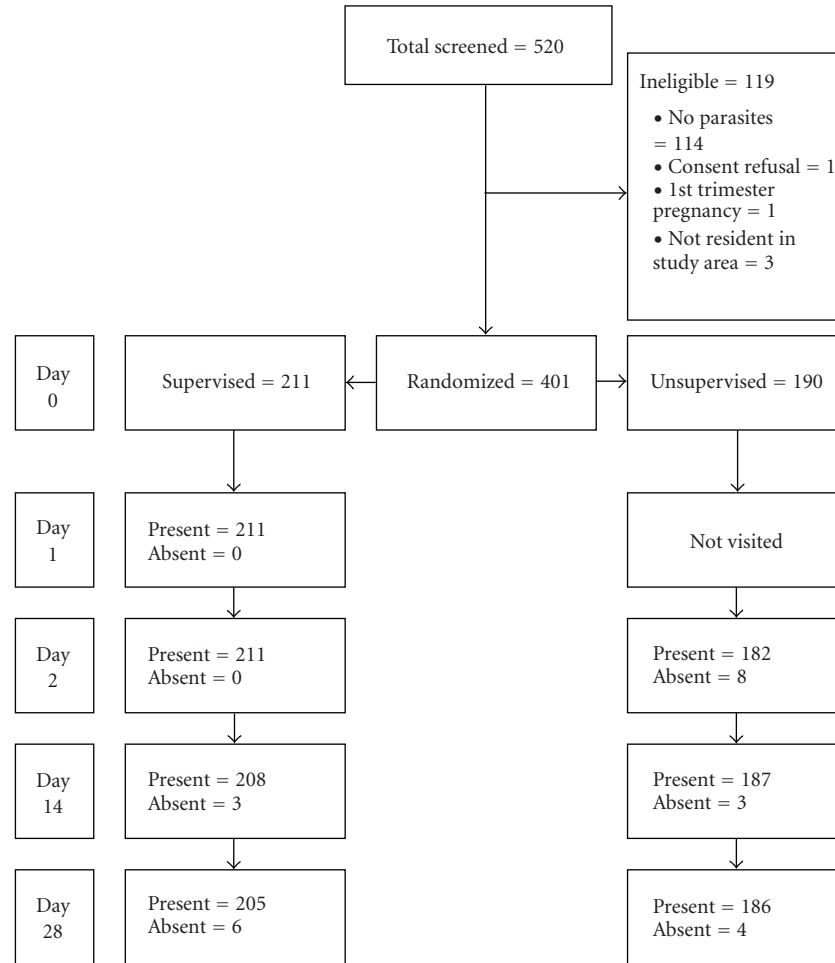 Total screened = 520
Ineligible = 119
• No parasites
= 114
• Consent refusal = 1
• 1st trimester
pregnancy = 1
• Not resident in
study area = 3
Day
0
Supervised = 211
Randomized = 401
Unsupervised = 190
Day
1
Present = 211
Absent = 0
Not visited
Day
2
Present = 211
Absent = 0
Present = 182
Absent = 8
Day
14
Present = 208
Absent = 3
Present = 187
Absent = 3
Day
28
Present = 205
Absent = 6
Present = 186
Absent = 4